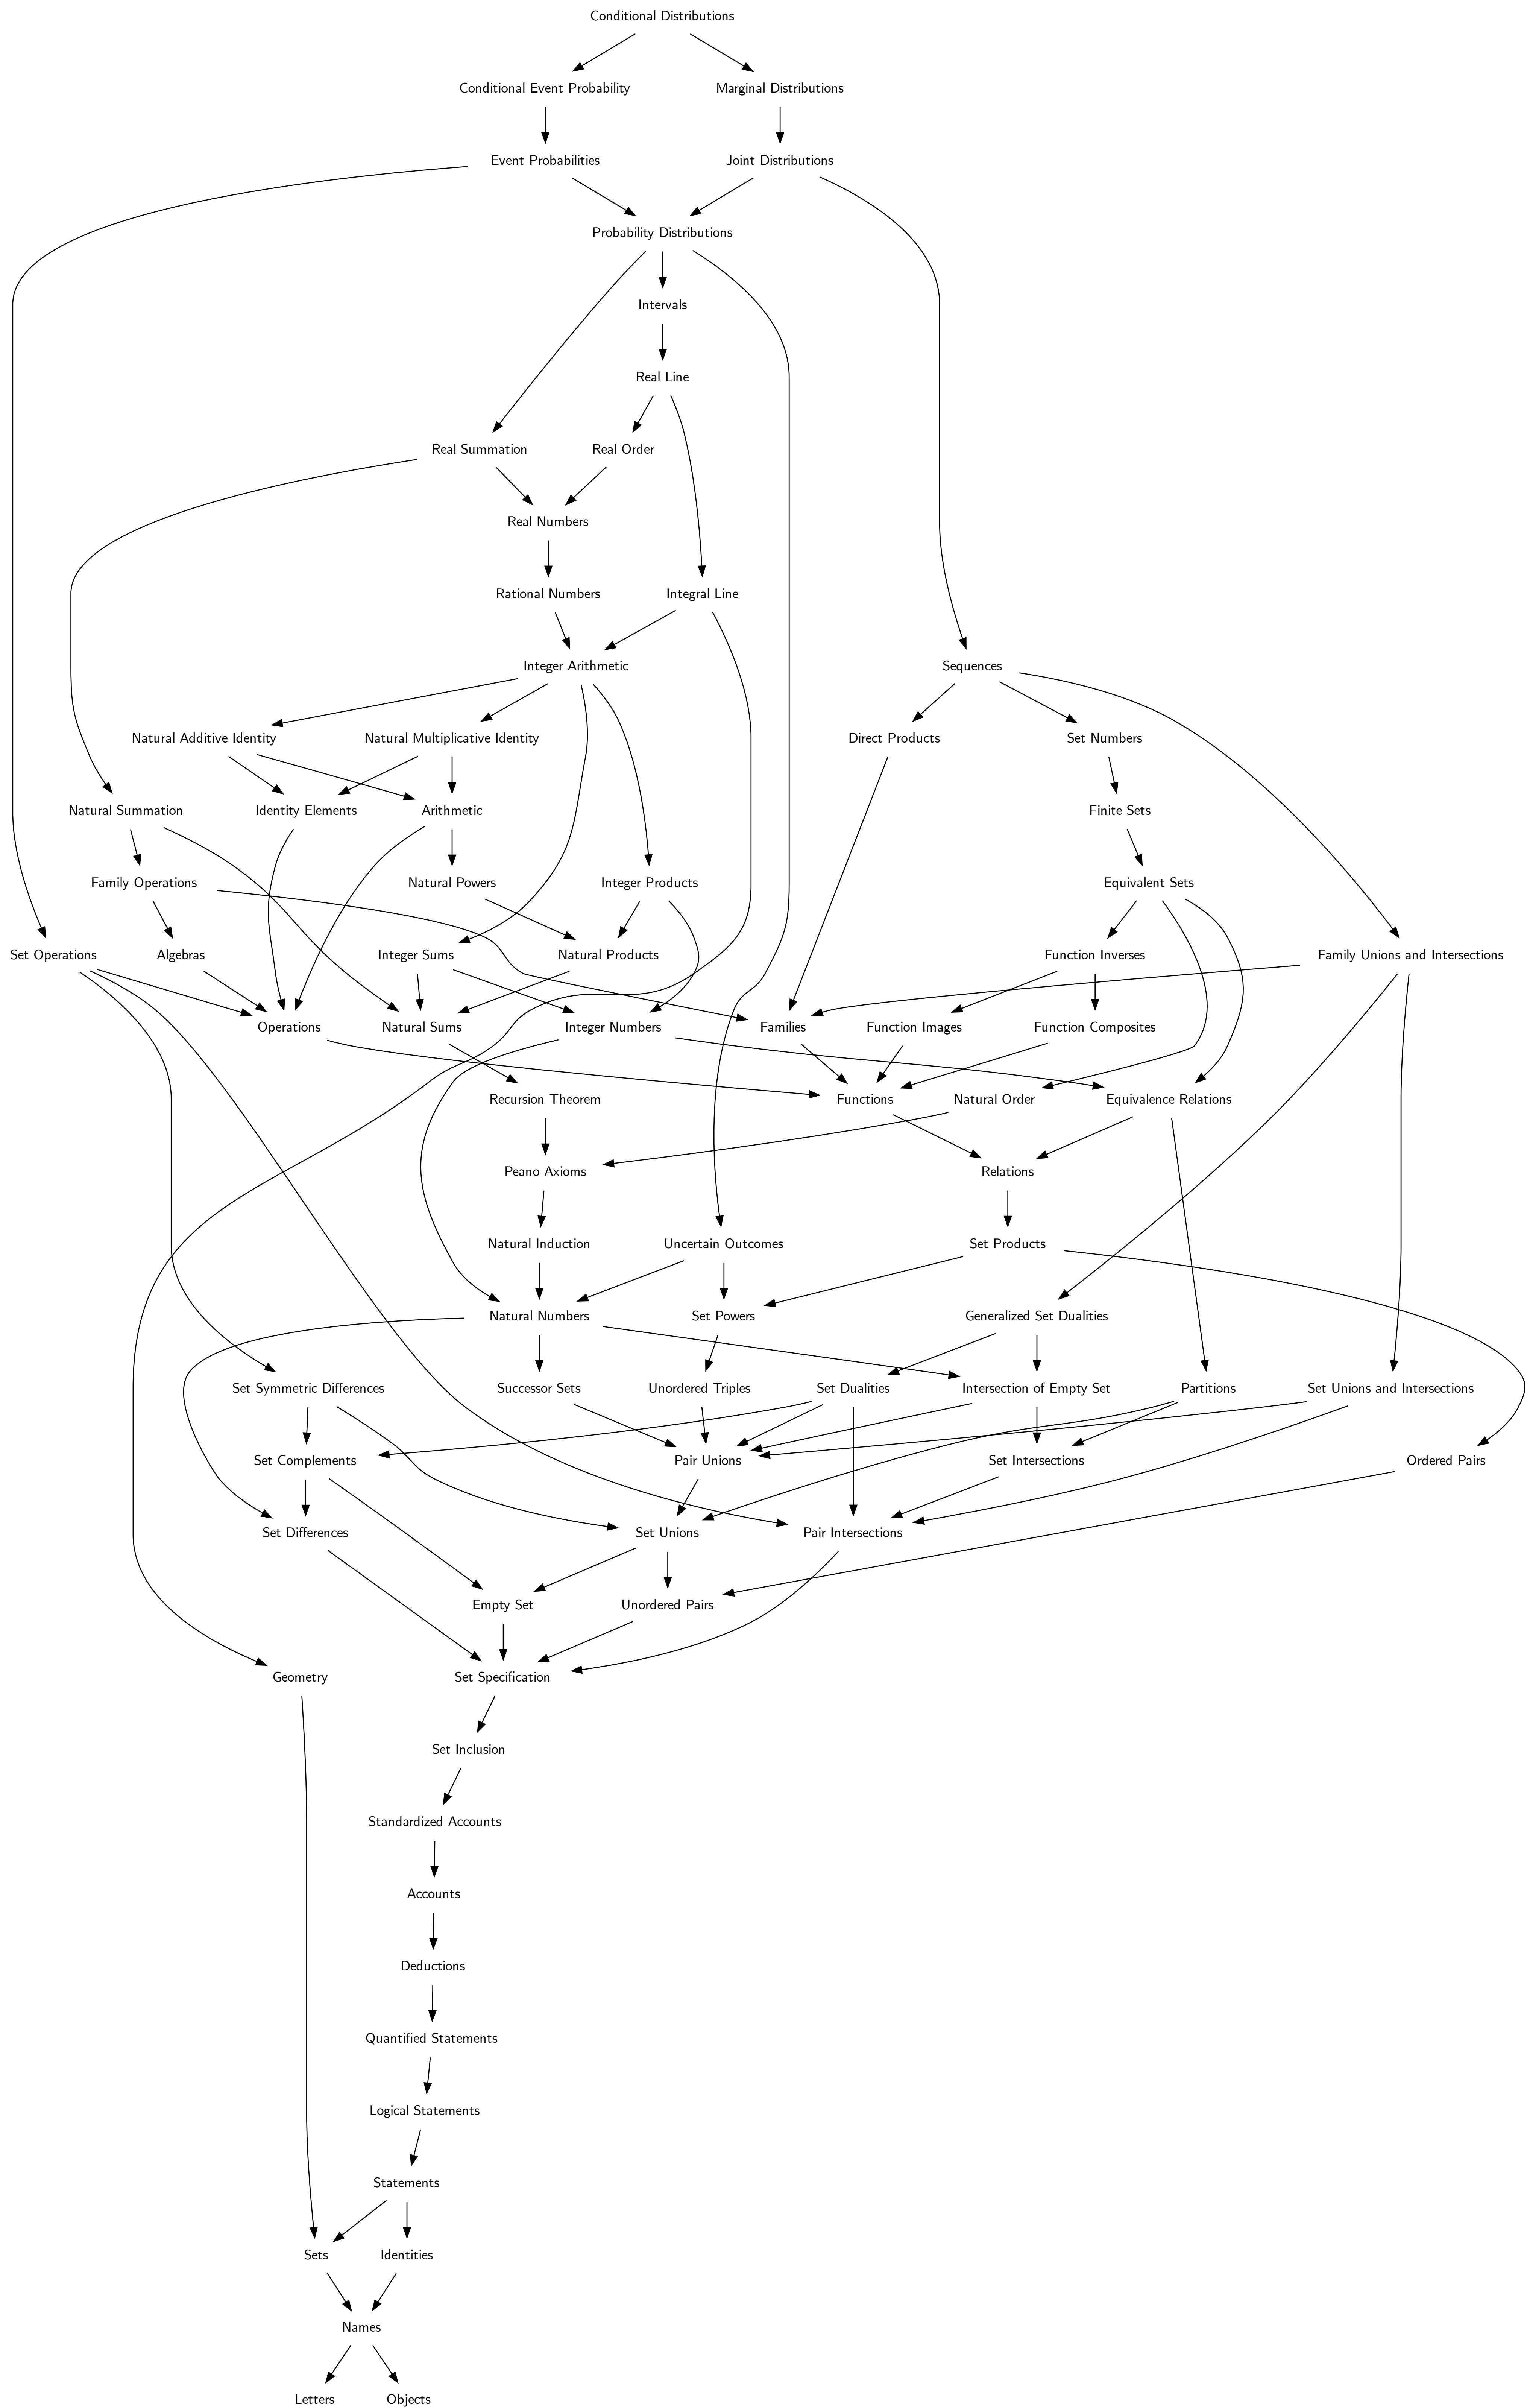 Conditional Distributions
Conditional Event Probability
Marginal Distributions
Event Probabilities
Joint Distributions
Probability Distributions
Intervals
Real Line
Real Summation
Real Order
Real Numbers
Rational Numbers
Integral Line
Integer Arithmetic
Sequences
Natural Additive Identity
Natural Multiplicative Identity
Direct Products
Set Numbers
Natural Summation
Identity Elements
Arithmetic
Finite Sets
Family Operations
Natural Powers
Integer Products
Equivalent Sets
Set Operations
Algebras
Integer Sums
Natural Products
Function Inverses
Family Unions and Intersections
Operations
Natural Sums
Integer Numbers
Families
Function Images
Function Composites
Recursion Theorem
Functions
Natural Order
Equivalence Relations
Peano Axioms
Relations
Natural Induction
Uncertain Outcomes
Set Products
Natural Numbers
Set Powers
Generalized Set Dualities
Set Symmetric Differences
Successor Sets
Unordered Triples
Set Dualities
Intersection of Empty Set
Partitions
Set Unions and Intersections
Set Complements
Pair Unions
Set Intersections
Ordered Pairs
Set Differences
Set Unions
Pair Intersections
Empty Set
Unordered Pairs
Geometry
Set Specification
Set Inclusion
Standardized Accounts
Accounts
Deductions
Quantified Statements
Logical Statements
Statements
Sets
Identities
Names
Letters
Objects